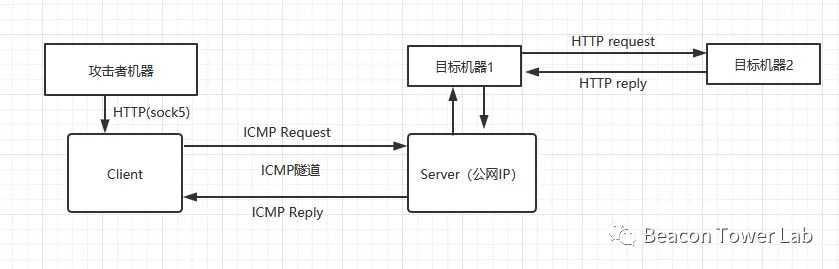 攻击者机器
HTTP(sock5)
Client
ICMP Request
ICMP隧道
ICMP Reply
目标机器1
Server（公网IP）
HTTP request
HTTP reply
目标机器2
Beacon Tower Lab